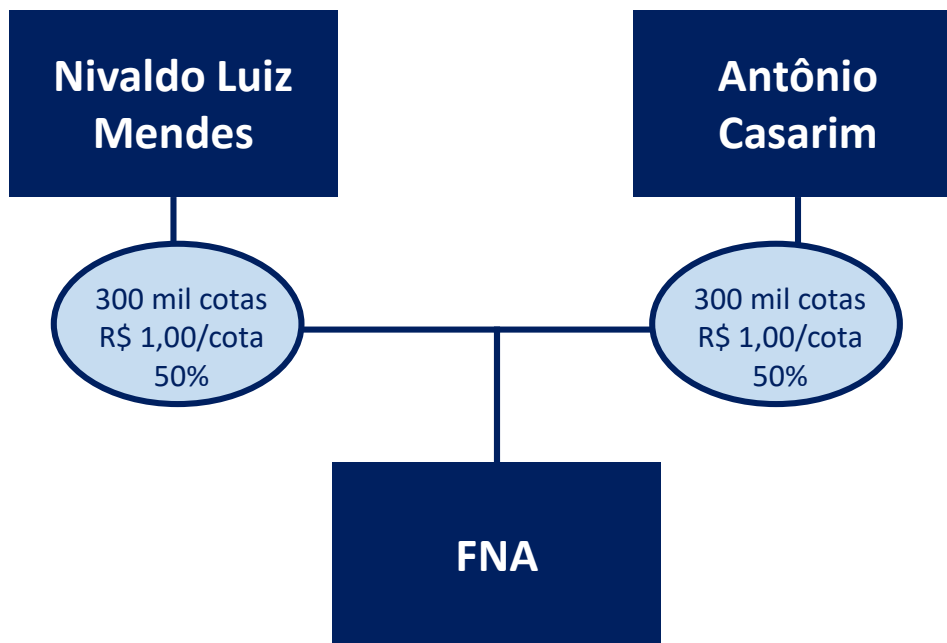 Nivaldo Luiz
Mendes
Antônio
Casarim
300 mil cotas
R$ 1,00/cota
50%
300 mil cotas
R$ 1,00/cota
50%
FNA